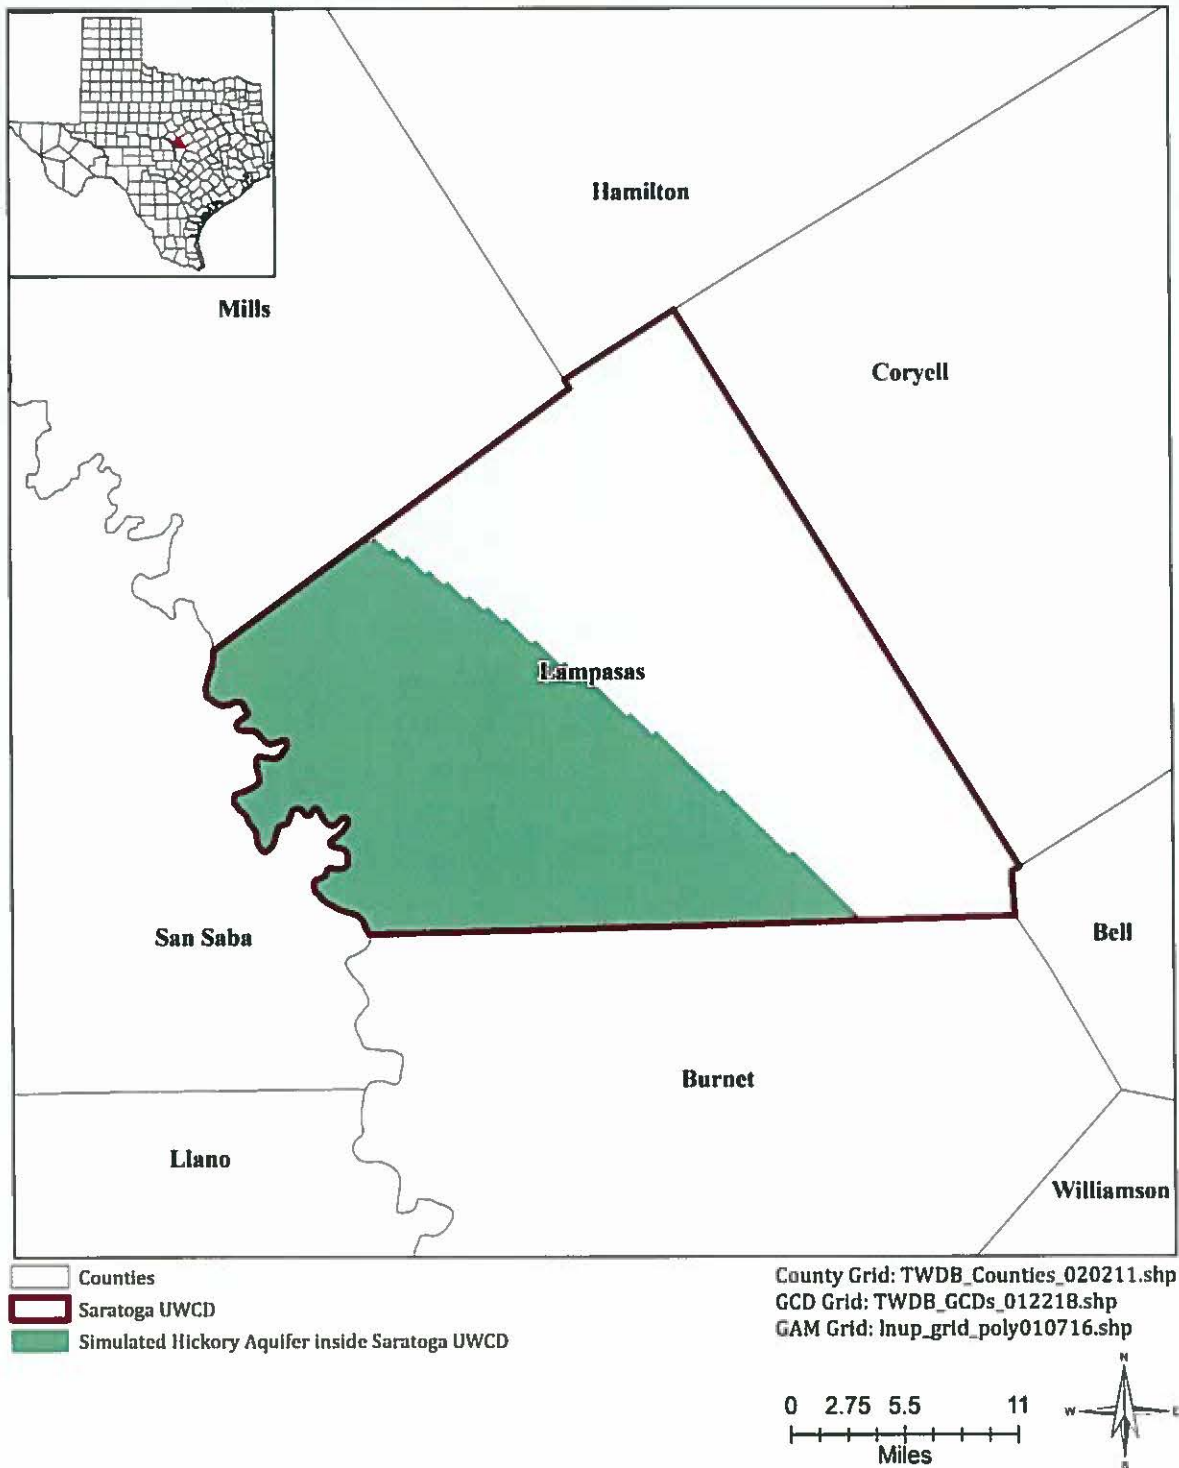 Hamilton
Mills
Coryell
Lampasas
San Saba
Bell
Burnet
Llano
Williamson
Counties
Saratoga UWCD
Simulated Hickory Aquifer inside Saratoga UWCD
County Grid: TWDB_Counties_020211.shp
GCD Grid: TWDB_GCDs_012218.shp
GAM Grid: lnup_grid_poly010716.shp
0 2.75 5.5 11
Miles
N
W E
S